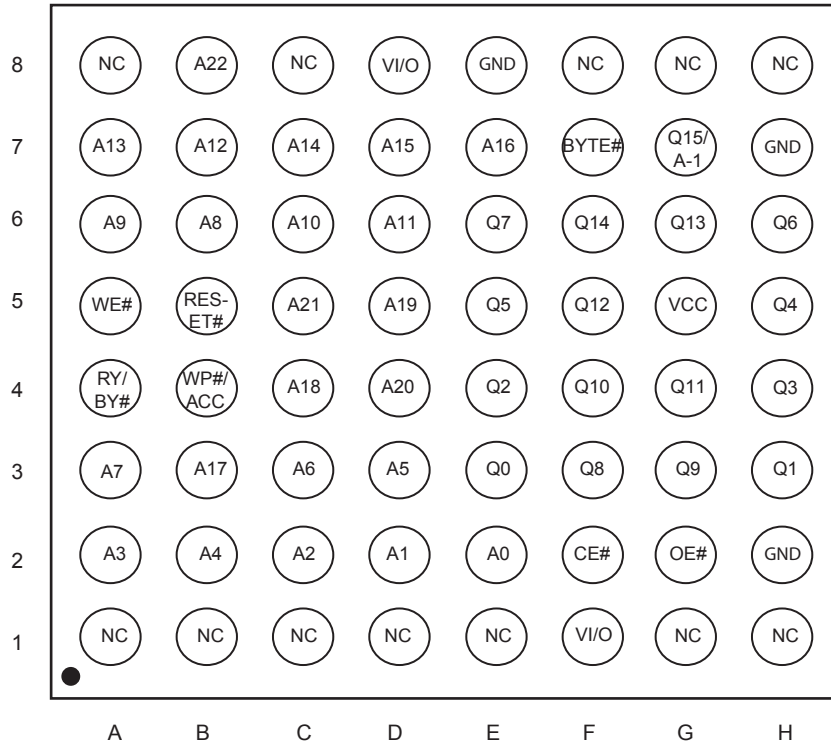 8 NC A22 NC VI/O GND NC NC NC
7 A13 A12 A14 A15 A16 BYTE# Q15/ A-1 GND
6 A9 A8 A10 A11 Q7 Q14 Q13 Q6
5 WE# RES- ET# A21 A19 Q5 Q12 VCC Q4
4 RY/ BY# WP#/ ACC A18 A20 Q2 Q10 Q11 Q3
3 A7 A17 A6 A5 Q0 Q8 Q9 Q1
2 A3 A4 A2 A1 A0 CE# OE# GND
1 NC NC NC NC NC VI/O NC NC
A B C D E F G H